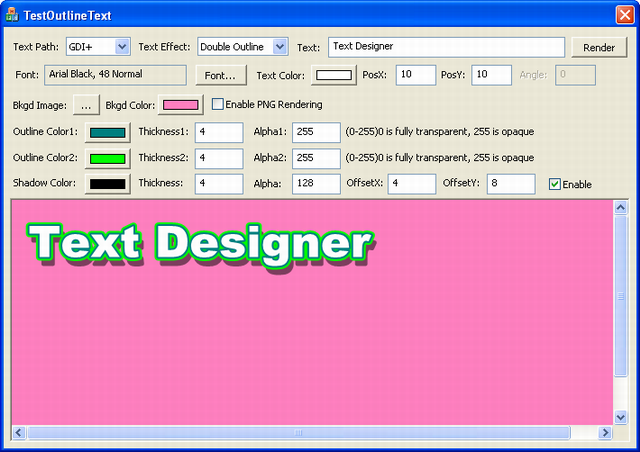 TestOutlineText
Text Path: GDI+ Text Effect: Double Outline Text: Text Designer Render
Font: Arial Black, 48 Normal Font... Text Color: PosX: 10 PosY: 10 Angle: 0
Bkgd Image: ... Bkgd Color: Enable PNG Rendering
Outline Color1: Thickness1: 4 Alpha1: 255 (0-255)0 is fully transparent, 255 is opaque
Outline Color2: Thickness2: 4 Alpha2: 255 (0-255)0 is fully transparent, 255 is opaque
Shadow Color: Thickness: 4 Alpha: 128 OffsetX: 4 OffsetY: 8 Enable
Text Designer